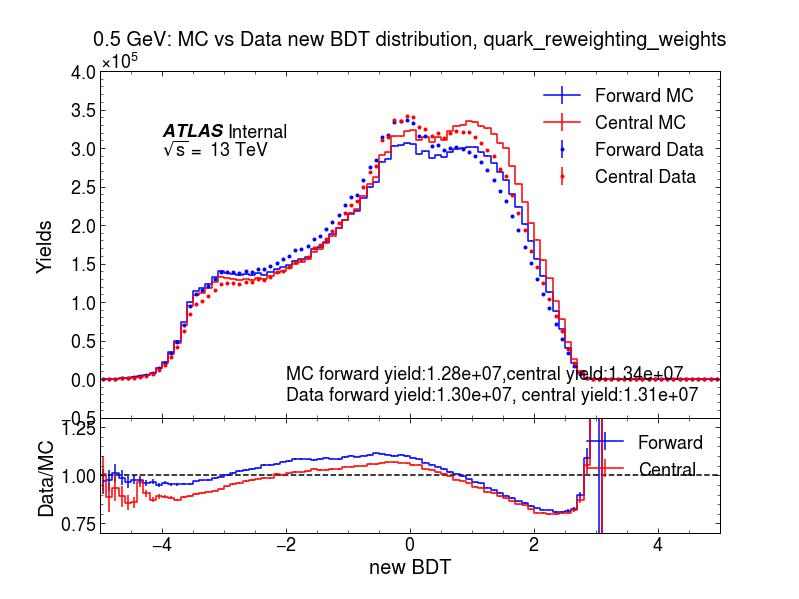 0.5 GeV: MC vs Data new BDT distribution, quark_reweighting_weights
×10⁵
4.0
3.5
3.0
2.5
2.0
1.5
1.0
0.5
0.0
0.5
Yields
ATLAS Internal
√s = 13 TeV
Forward MC
Central MC
Forward Data
Central Data
MC forward yield:1.28e+07,central yield:1.34e+07
Data forward yield:1.30e+07, central yield:1.31e+07
1.25
1.00
0.75
Data/MC
Forward
Central
−4 −2 0 2 4
new BDT